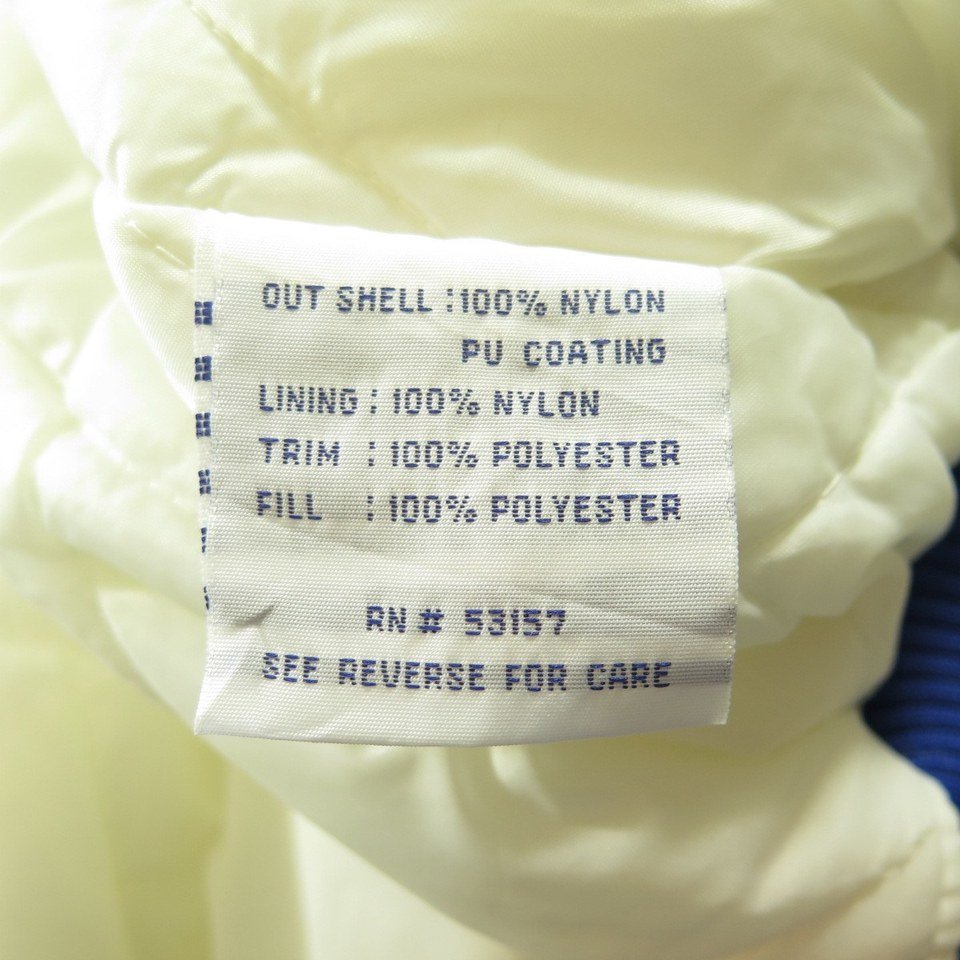 OUT SHELL :100% NYLON
PU COATING
LINING : 100% NYLON
TRIM : 100% POLYESTER
FILL : 100% POLYESTER
RN # 53157
SEE REVERSE FOR CARE